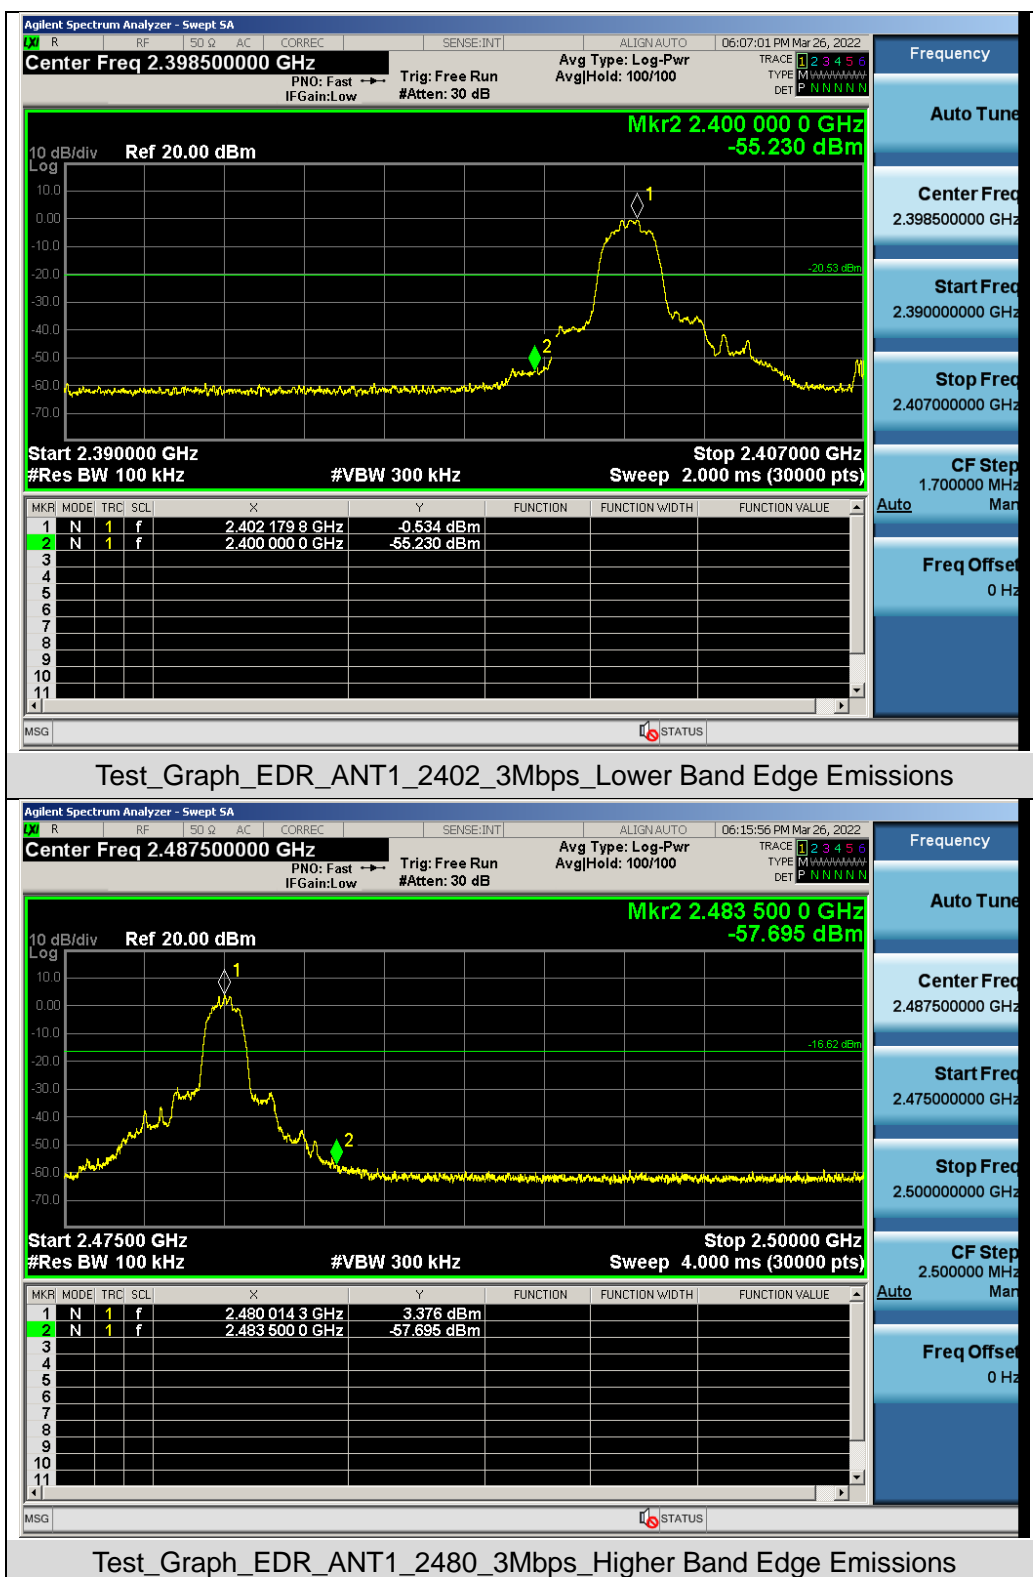 Agilent Spectrum Analyzer - Swept SA
LXI R RF 50 Ω AC CORREC SENSE:INT ALIGN AUTO 06:07:01 PM Mar 26, 2022
Center Freq 2.398500000 GHz
PNO: Fast
IFGain:Low
Trig: Free Run
#Atten: 30 dB
Avg Type: Log-Pwr
Avg|Hold: 100/100
TRACE 1 2 3 4 5 6
TYPE M WWWWW
DET P N N N N N
Frequency
Auto Tune
Center Freq
2.398500000 GHz
Start Freq
2.390000000 GHz
Stop Freq
2.407000000 GHz
CF Step
1.700000 MHz
Auto Man
Freq Offset
0 Hz
Mkr2 2.400 000 0 GHz
-55.230 dBm
10 dB/div Ref 20.00 dBm
Log
10.0
0.00
-10.0
-20.0
-30.0
-40.0
-50.0
-60.0
-70.0
1
2
-20.53 dBm
Start 2.390000 GHz Stop 2.407000 GHz
#Res BW 100 kHz #VBW 300 kHz Sweep 2.000 ms (30000 pts)
MKR MODE TRC SCL X Y FUNCTION FUNCTION WIDTH FUNCTION VALUE
1 N 1 f 2.402 179 8 GHz -0.534 dBm
2 N 1 f 2.400 000 0 GHz -55.230 dBm
3
4
5
6
7
8
9
10
11
MSG STATUS
Test_Graph_EDR_ANT1_2402_3Mbps_Lower Band Edge Emissions
Agilent Spectrum Analyzer - Swept SA
LXI R RF 50 Ω AC CORREC SENSE:INT ALIGN AUTO 06:15:56 PM Mar 26, 2022
Center Freq 2.487500000 GHz
PNO: Fast
IFGain:Low
Trig: Free Run
#Atten: 30 dB
Avg Type: Log-Pwr
Avg|Hold: 100/100
TRACE 1 2 3 4 5 6
TYPE M WWWWW
DET P N N N N N
Frequency
Auto Tune
Center Freq
2.487500000 GHz
Start Freq
2.475000000 GHz
Stop Freq
2.500000000 GHz
CF Step
2.500000 MHz
Auto Man
Freq Offset
0 Hz
Mkr2 2.483 500 0 GHz
-57.695 dBm
10 dB/div Ref 20.00 dBm
Log
10.0
0.00
-10.0
-20.0
-30.0
-40.0
-50.0
-60.0
-70.0
1
2
-16.62 dBm
Start 2.47500 GHz Stop 2.50000 GHz
#Res BW 100 kHz #VBW 300 kHz Sweep 4.000 ms (30000 pts)
MKR MODE TRC SCL X Y FUNCTION FUNCTION WIDTH FUNCTION VALUE
1 N 1 f 2.480 014 3 GHz 3.376 dBm
2 N 1 f 2.483 500 0 GHz -57.695 dBm
3
4
5
6
7
8
9
10
11
MSG STATUS
Test_Graph_EDR_ANT1_2480_3Mbps_Higher Band Edge Emissions